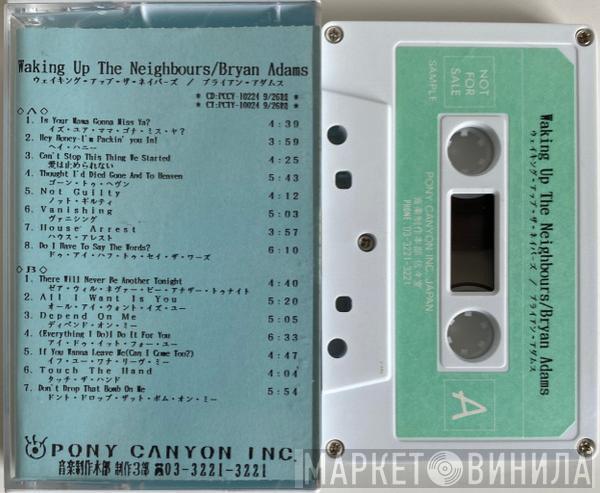 Waking Up The Neighbours/Bryan Adams
ウェイキング・アップ・ザ・ネイバーズ / ブライアン・アダムス
* CD:PCCY-10224 9/26発 *
* CT:PCTY-10024 9/26発 *
◇A◇
1. Is Your Mama Gonna Miss Ya? 4:39
イズ・ユア・ママ・ゴナ・ミス・ヤ?
2. Hey Honey-I'm Packin' you In! 3:59
ヘイ・ハニー
3. Can't Stop This Thing We Started 4:25
愛は止められない
4. Thought I'd Died Gone And To Heaven 5:43
ゴーン・トゥ・ヘヴン
5. Not Guilty 4:13
ノット・ギルティ
6. Vanishing 5:03
ヴァニシング
7. House Arrest 3:57
ハウス・アレスト
8. Do I Have To Say The Words? 6:10
ドゥ・アイ・ハフ・トゥ・セイ・ザ・ワーズ
◇B◇
1. There Will Never Be Another Tonight 4:40
ゼア・ウィル・ネヴァー・ビー・アナザー・トゥナイト
2. All I Want Is You 5:20
オール・アイ・ウォント・イズ・ユー
3. Depend On Me 5:05
ディペンド・オン・ミー
4. (Everything I Do)I Do It For You 6:33
アイ・ドゥ・イット・フォー・ユー
5. If You Wanna Leave Me(Can I Come Too?) 4:47
イフ・ユー・ワナ・リーヴ・ミー
6. Touch The Hand 4:04
タッチ・ザ・ハンド
7. Don't Drop That Bomb On Me 5:54
ドント・ドロップ・ザット・ボム・オン・ミー
PONY CANYON INC.
音楽制作本部 制作3部 ☎03-3221-3221
NOT FOR SALE
SAMPLE
PONY CANYON INC. JAPAN
音楽制作本部
PHONE 03-3221-3221
Waking Up The Neighbours/Bryan Adams
ウェイキング・アップ・ザ・ネイバーズ / ブライアン・アダムス
A
МАРКЕТ ВИНИЛА